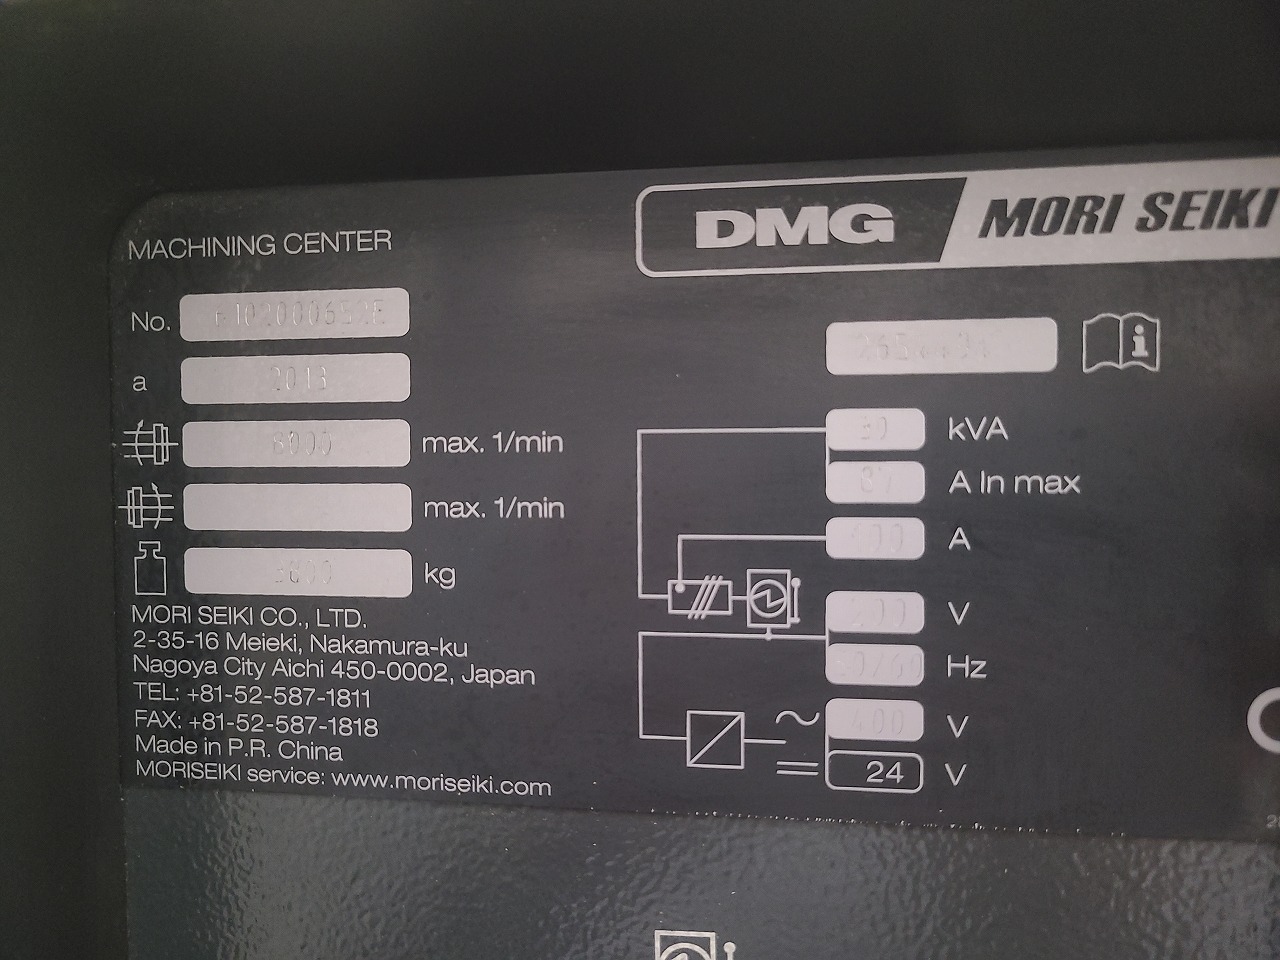 DMG MORI SEIKI
MACHINING CENTER
No.
a 2013
8000 max. 1/min
max. 1/min
kg
MORI SEIKI CO., LTD.
2-35-16 Meieki, Nakamura-ku
Nagoya City Aichi 450-0002, Japan
TEL: +81-52-587-1811
FAX: +81-52-587-1818
Made in P.R. China
MORISEIKI service: www.moriseiki.com
i
kVA
A In max
A
V
Hz
400 V
24 V